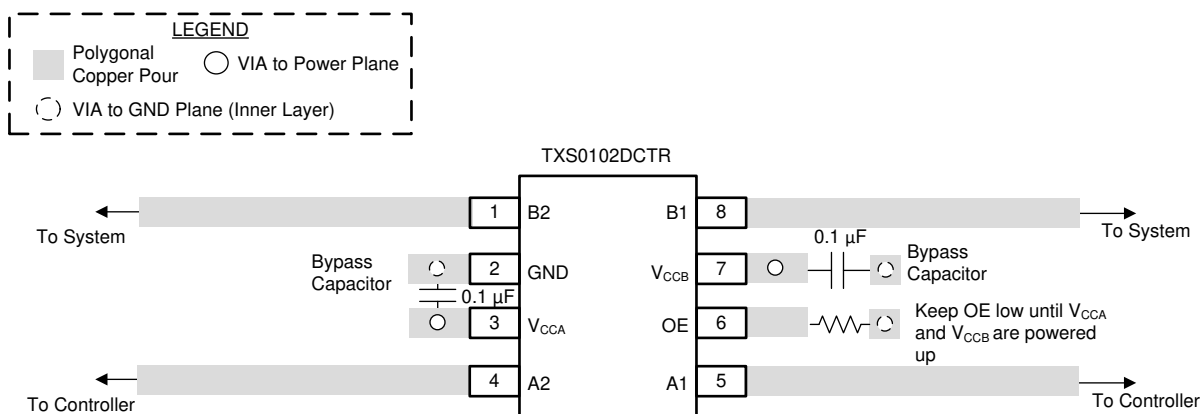 LEGEND
Polygonal
Copper Pour
VIA to Power Plane
VIA to GND Plane (Inner Layer)
TXS0102DCTR
1
B2
B1
8
To System
To System
Bypass
Capacitor
2
GND
0.1 µF
3
VCCA
VCCB
7
0.1 µF
Bypass
Capacitor
OE
6
Keep OE low until VCCA
and VCCB are powered
up
4
A2
A1
5
To Controller
To Controller